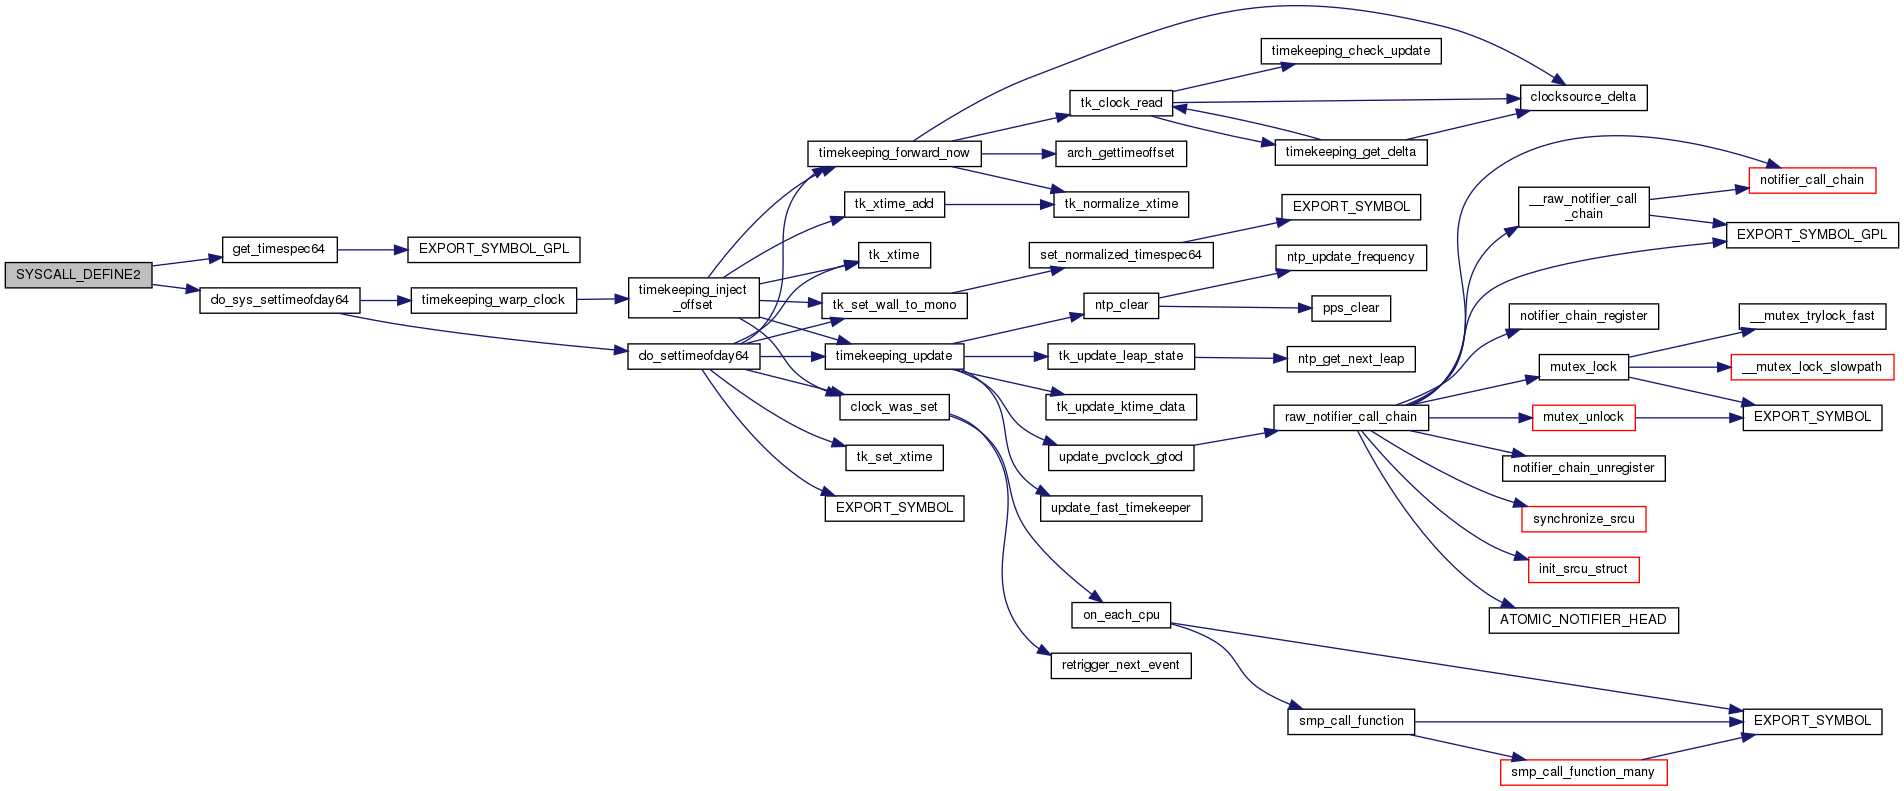 SYSCALL_DEFINE2
get_timespec64
EXPORT_SYMBOL_GPL
do_sys_settimeofday64
timekeeping_warp_clock
timekeeping_inject
_offset
do_settimeofday64
timekeeping_forward_now
tk_xtime_add
tk_xtime
tk_set_wall_to_mono
timekeeping_update
clock_was_set
tk_set_xtime
EXPORT_SYMBOL
tk_clock_read
arch_gettimeoffset
tk_normalize_xtime
set_normalized_timespec64
ntp_clear
tk_update_leap_state
tk_update_ktime_data
update_pvclock_gtod
update_fast_timekeeper
on_each_cpu
retrigger_next_event
timekeeping_check_update
timekeeping_get_delta
EXPORT_SYMBOL
ntp_update_frequency
pps_clear
ntp_get_next_leap
raw_notifier_call_chain
smp_call_function
clocksource_delta
__raw_notifier_call
_chain
notifier_chain_register
mutex_lock
mutex_unlock
notifier_chain_unregister
synchronize_srcu
init_srcu_struct
ATOMIC_NOTIFIER_HEAD
smp_call_function_many
notifier_call_chain
EXPORT_SYMBOL_GPL
__mutex_trylock_fast
__mutex_lock_slowpath
EXPORT_SYMBOL
EXPORT_SYMBOL